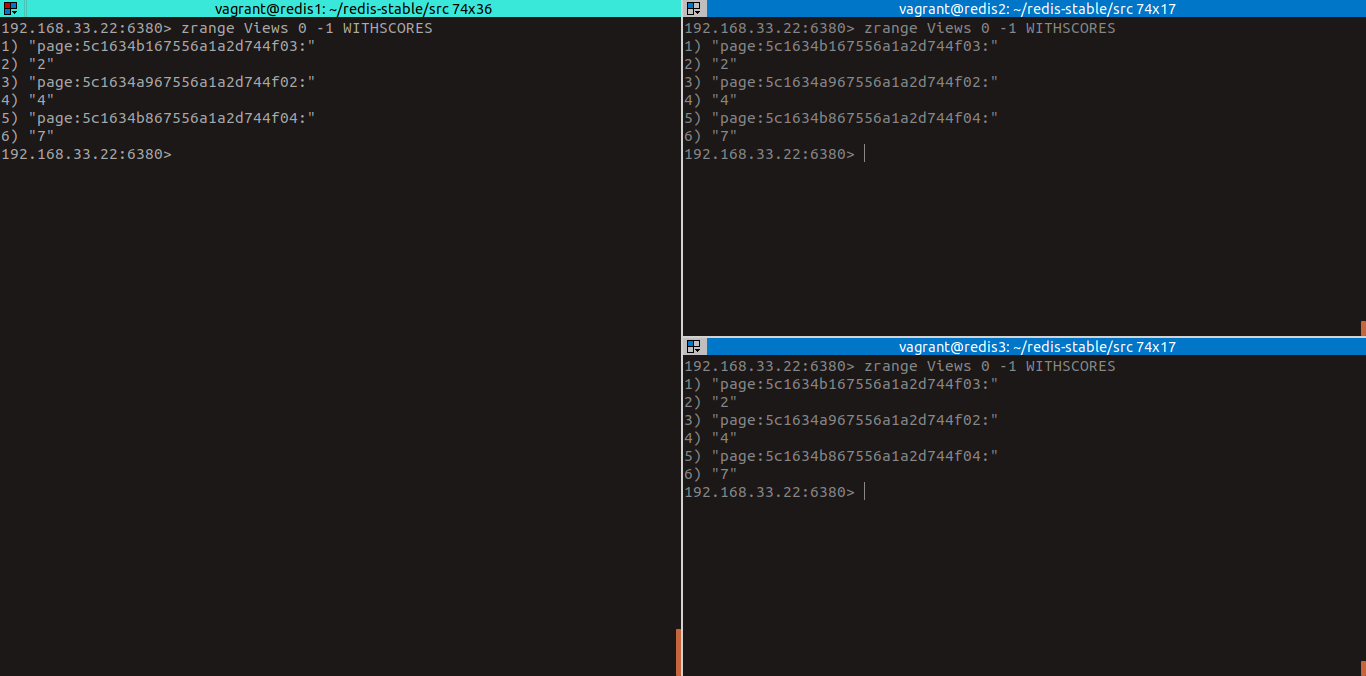 vagrant@redis1: ~/redis-stable/src 74x36
192.168.33.22:6380> zrange Views 0 -1 WITHSCORES
1) "page:5c1634b167556a1a2d744f03:"
2) "2"
3) "page:5c1634a967556a1a2d744f02:"
4) "4"
5) "page:5c1634b867556a1a2d744f04:"
6) "7"
192.168.33.22:6380>
vagrant@redis2: ~/redis-stable/src 74x17
192.168.33.22:6380> zrange Views 0 -1 WITHSCORES
1) "page:5c1634b167556a1a2d744f03:"
2) "2"
3) "page:5c1634a967556a1a2d744f02:"
4) "4"
5) "page:5c1634b867556a1a2d744f04:"
6) "7"
192.168.33.22:6380>
vagrant@redis3: ~/redis-stable/src 74x17
192.168.33.22:6380> zrange Views 0 -1 WITHSCORES
1) "page:5c1634b167556a1a2d744f03:"
2) "2"
3) "page:5c1634a967556a1a2d744f02:"
4) "4"
5) "page:5c1634b867556a1a2d744f04:"
6) "7"
192.168.33.22:6380>